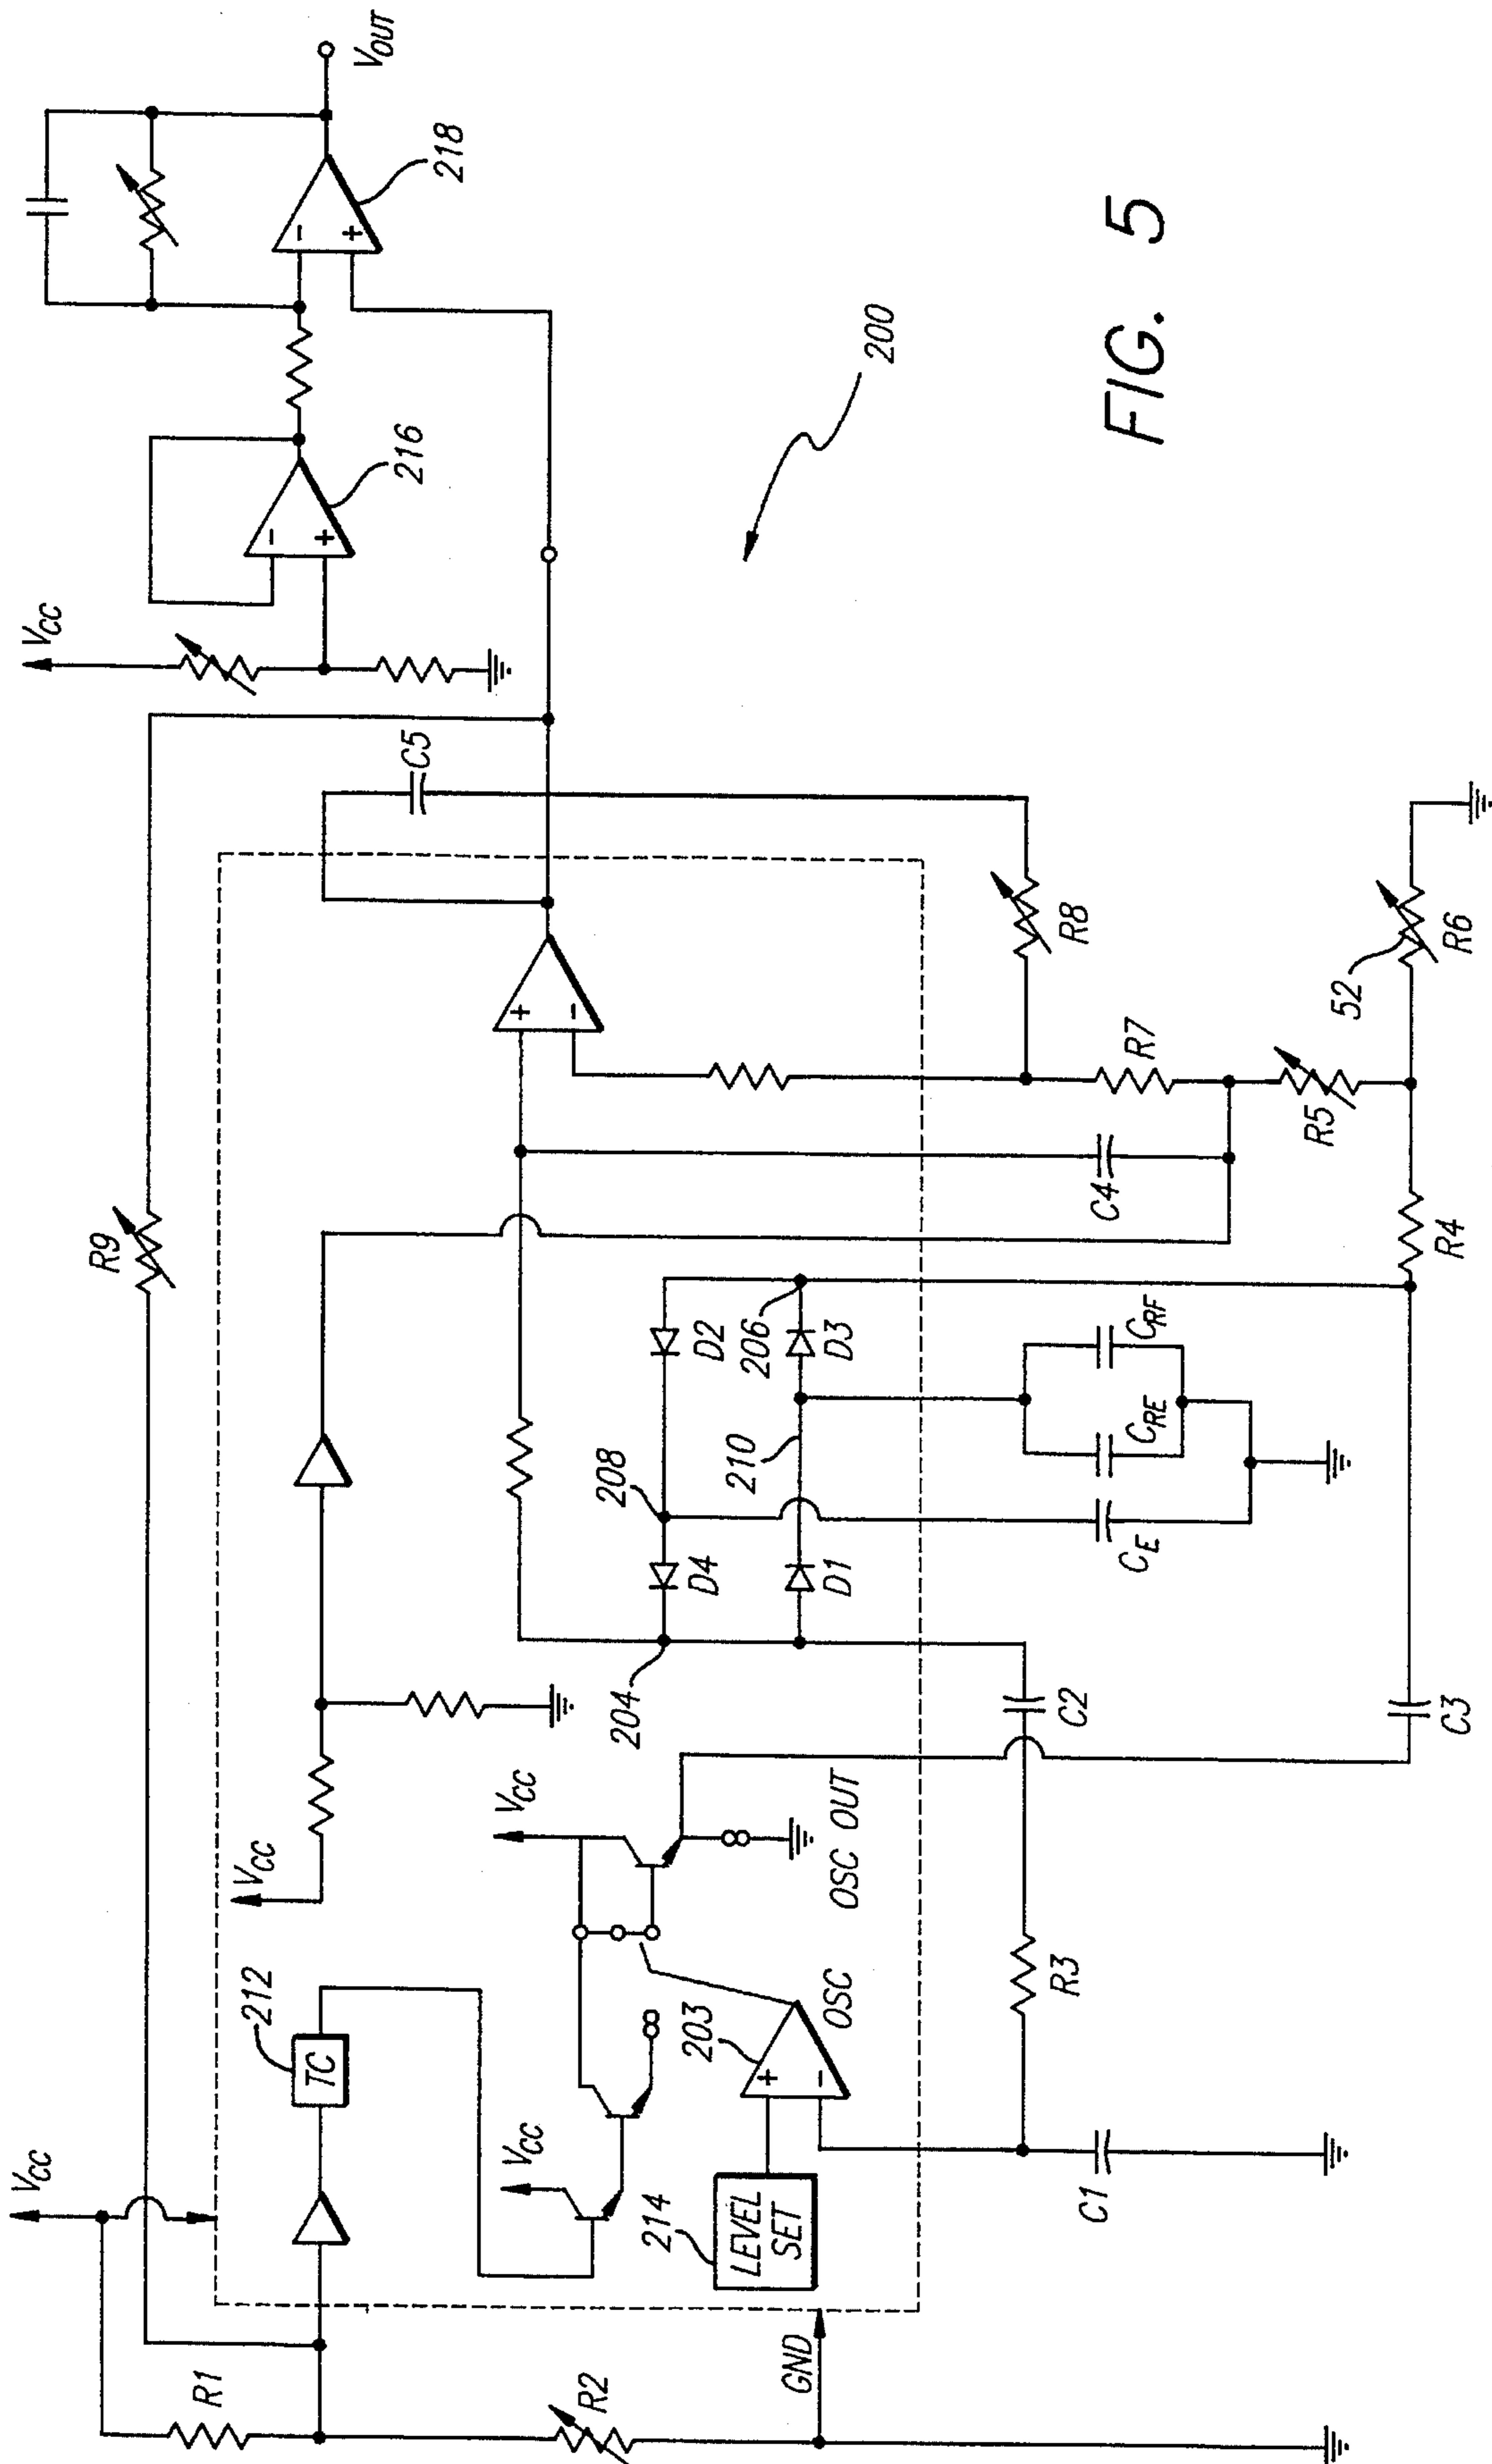 VCC
R1
R2
GND
212
TC
VCC
214
LEVEL
SET
203
+
-
OSC
C1
R3
VCC
VCC
OSC OUT
204
C2
C3
R9
208
D4
D2
206
D1
D3
210
CE
CRE
CRF
C4
R4
R5
R7
+
-
C5
R8
52
R6
VCC
-
+
216
-
+
218
VOUT
200
FIG. 5